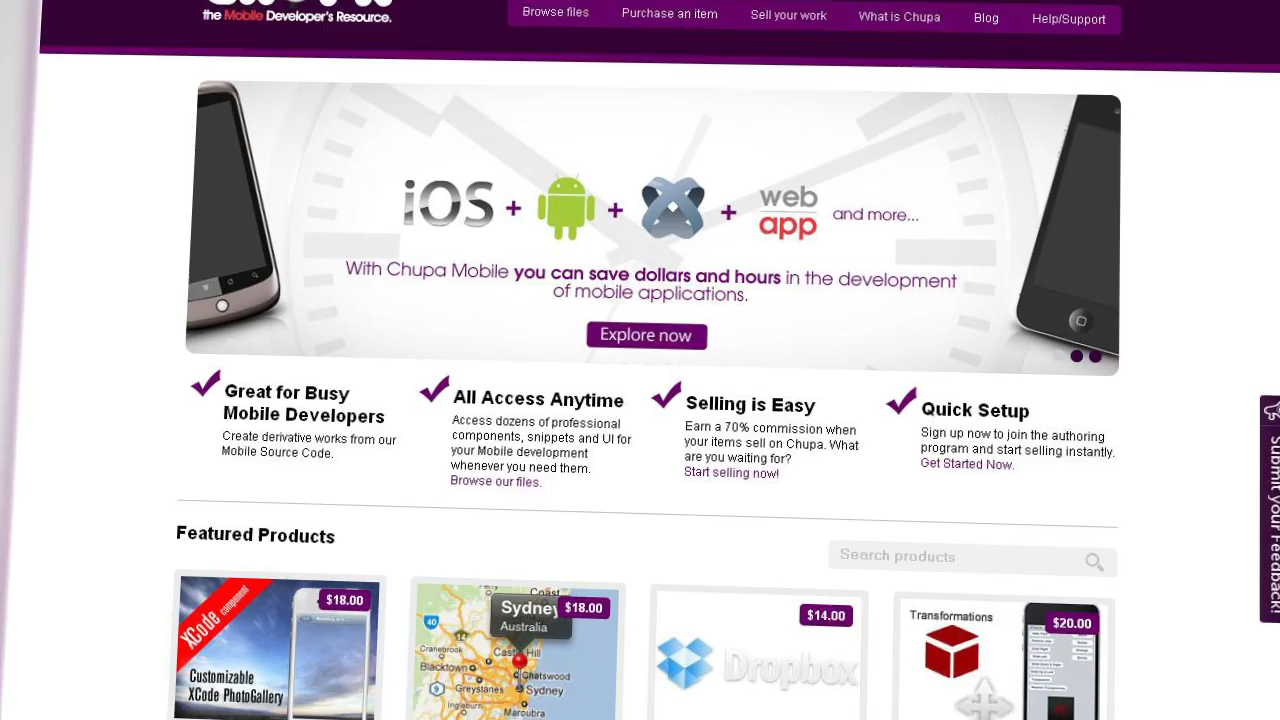 the Mobile Developer's Resource.
Browse files Purchase an item Sell your work What is Chupa Blog Help/Support
iOS + + + web app and more...
With Chupa Mobile you can save dollars and hours in the development
of mobile applications.
Explore now
Great for Busy
Mobile Developers
Create derivative works from our
Mobile Source Code.
All Access Anytime
Access dozens of professional
components, snippets and UI for
your Mobile development
whenever you need them.
Browse our files.
Selling is Easy
Earn a 70% commission when
your items sell on Chupa. What
are you waiting for?
Start selling now!
Quick Setup
Sign up now to join the authoring
program and start selling instantly.
Get Started Now.
Submit your Feedback!
Featured Products
Search products
XCode component
$18.00
Customizable
XCode PhotoGallery
Coast
Sydney
Australia
$18.00
40
14
Cranebrook
Castle Hill
Blacktown
Chatswood
9
Greystanes
Sydney
Ingleburn
Maroubra
$14.00
Dropbox
Transformations
$20.00